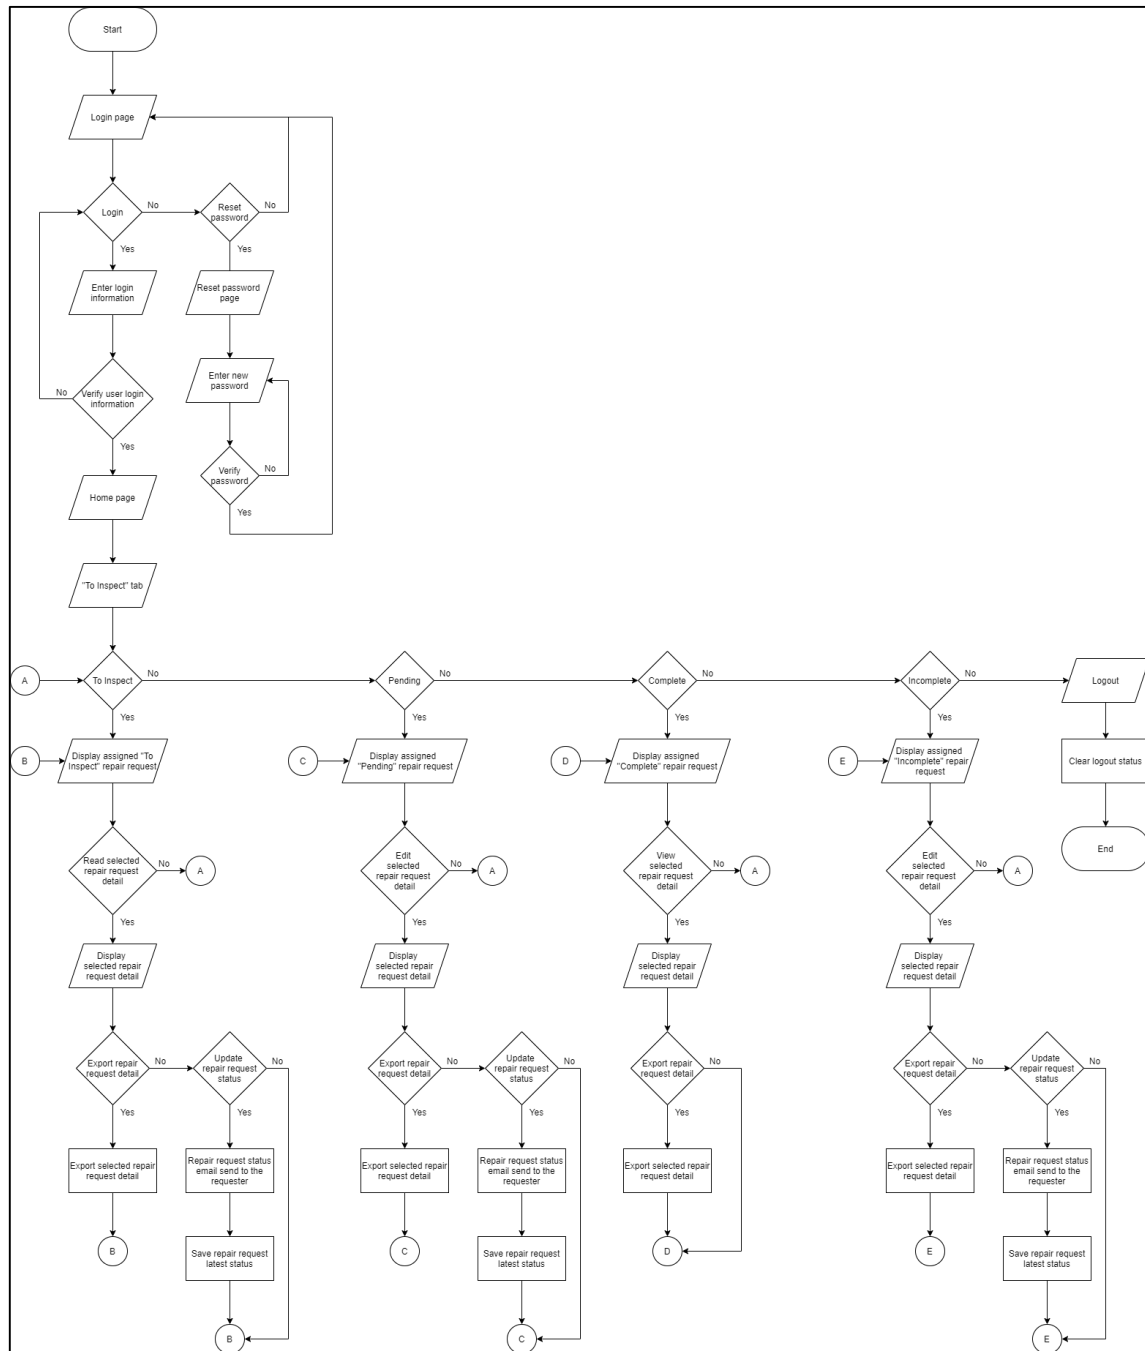 Start
Login page
Login
No
Reset
password
No
Yes
Yes
Enter login
information
Reset password
page
Verify user login
information
No
Enter new
password
Yes
Verify
password
No
Yes
Home page
"To Inspect" tab
A
To Inspect
No
Pending
No
Complete
No
Incomplete
No
Logout
Yes
Yes
Yes
Yes
B
Display assigned "To
Inspect" repair request
C
Display assigned
"Pending" repair request
D
Display assigned
"Complete" repair request
E
Display assigned
"Incomplete" repair
request
Clear logout status
Read selected
repair request
detail
No
A
Edit
selected
repair request
detail
No
A
View
selected
repair request
detail
No
A
Edit
selected
repair request
detail
No
A
End
Yes
Yes
Yes
Yes
Display
selected repair
request detail
Display
selected repair
request detail
Display
selected repair
request detail
Display
selected repair
request detail
Export repair
request detail
No
Update
repair request
status
No
Export repair
request detail
No
Update
repair request
status
No
Export repair
request detail
No
Export repair
request detail
No
Update
repair request
status
No
Yes
Yes
Yes
Yes
Yes
Yes
Yes
Export selected repair
request detail
Repair request status
email send to the
requester
Export selected repair
request detail
Repair request status
email send to the
requester
Export selected repair
request detail
Export selected repair
request detail
Repair request status
email send to the
requester
B
Save repair request
latest status
C
Save repair request
latest status
D
E
Save repair request
latest status
B
C
E